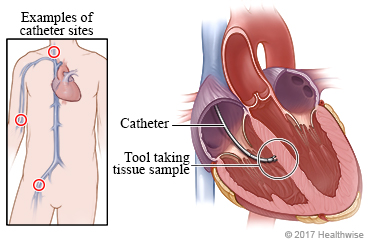 Examples of
catheter sites
Catheter
Tool taking
tissue sample
© 2017 Healthwise